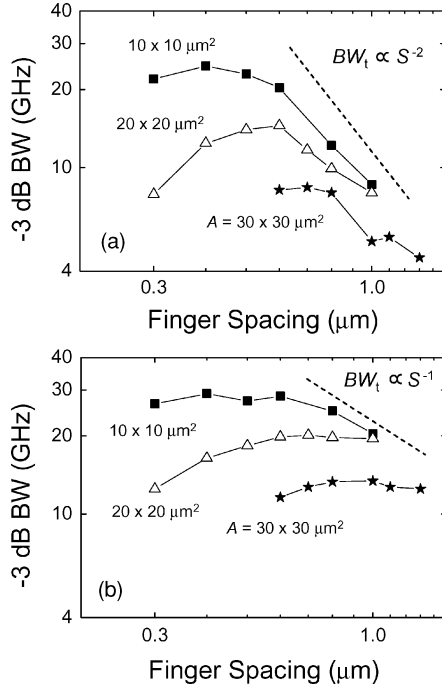 40
10 x 10 μm²
BWt ∝ S⁻²
20
20 x 20 μm²
-3 dB BW (GHz)
10
A = 30 x 30 μm²
(a)
4
0.3
1.0
Finger Spacing (μm)
40
BWt ∝ S⁻¹
30
10 x 10 μm²
20
-3 dB BW (GHz)
20 x 20 μm²
A = 30 x 30 μm²
10
(b)
4
0.3
1.0
Finger Spacing (μm)